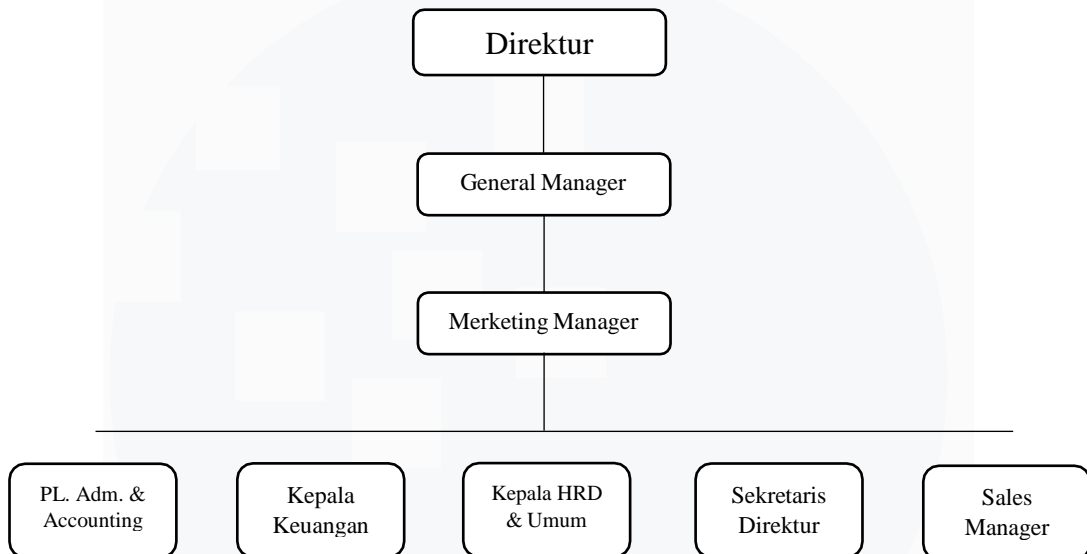 Direktur
General Manager
Merketing Manager
PL. Adm. &
Accounting
Kepala
Keuangan
Kepala HRD
& Umum
Sekretaris
Direktur
Sales
Manager